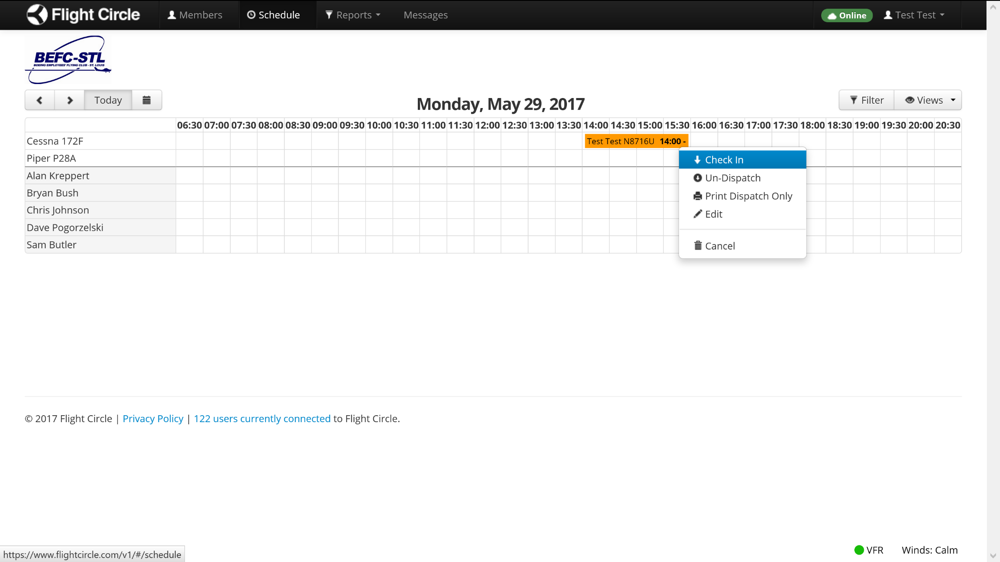 Flight Circle Members Schedule Reports Messages Online Test Test
BEFC-STL
BOEING EMPLOYEES' FLYING CLUB - ST. LOUIS
Today Monday, May 29, 2017 Filter Views
06:30 07:00 07:30 08:00 08:30 09:00 09:30 10:00 10:30 11:00 11:30 12:00 12:30 13:00 13:30 14:00 14:30 15:00 15:30 16:00 16:30 17:00 17:30 18:00 18:30 19:00 19:30 20:00 20:30
Cessna 172F Test Test N8716U 14:00 -
Piper P28A
Alan Kreppert
Bryan Bush
Chris Johnson
Dave Pogorzelski
Sam Butler
Check In
Un-Dispatch
Print Dispatch Only
Edit
Cancel
© 2017 Flight Circle | Privacy Policy | 122 users currently connected to Flight Circle.
VFR Winds: Calm
https://www.flightcircle.com/v1/#/schedule